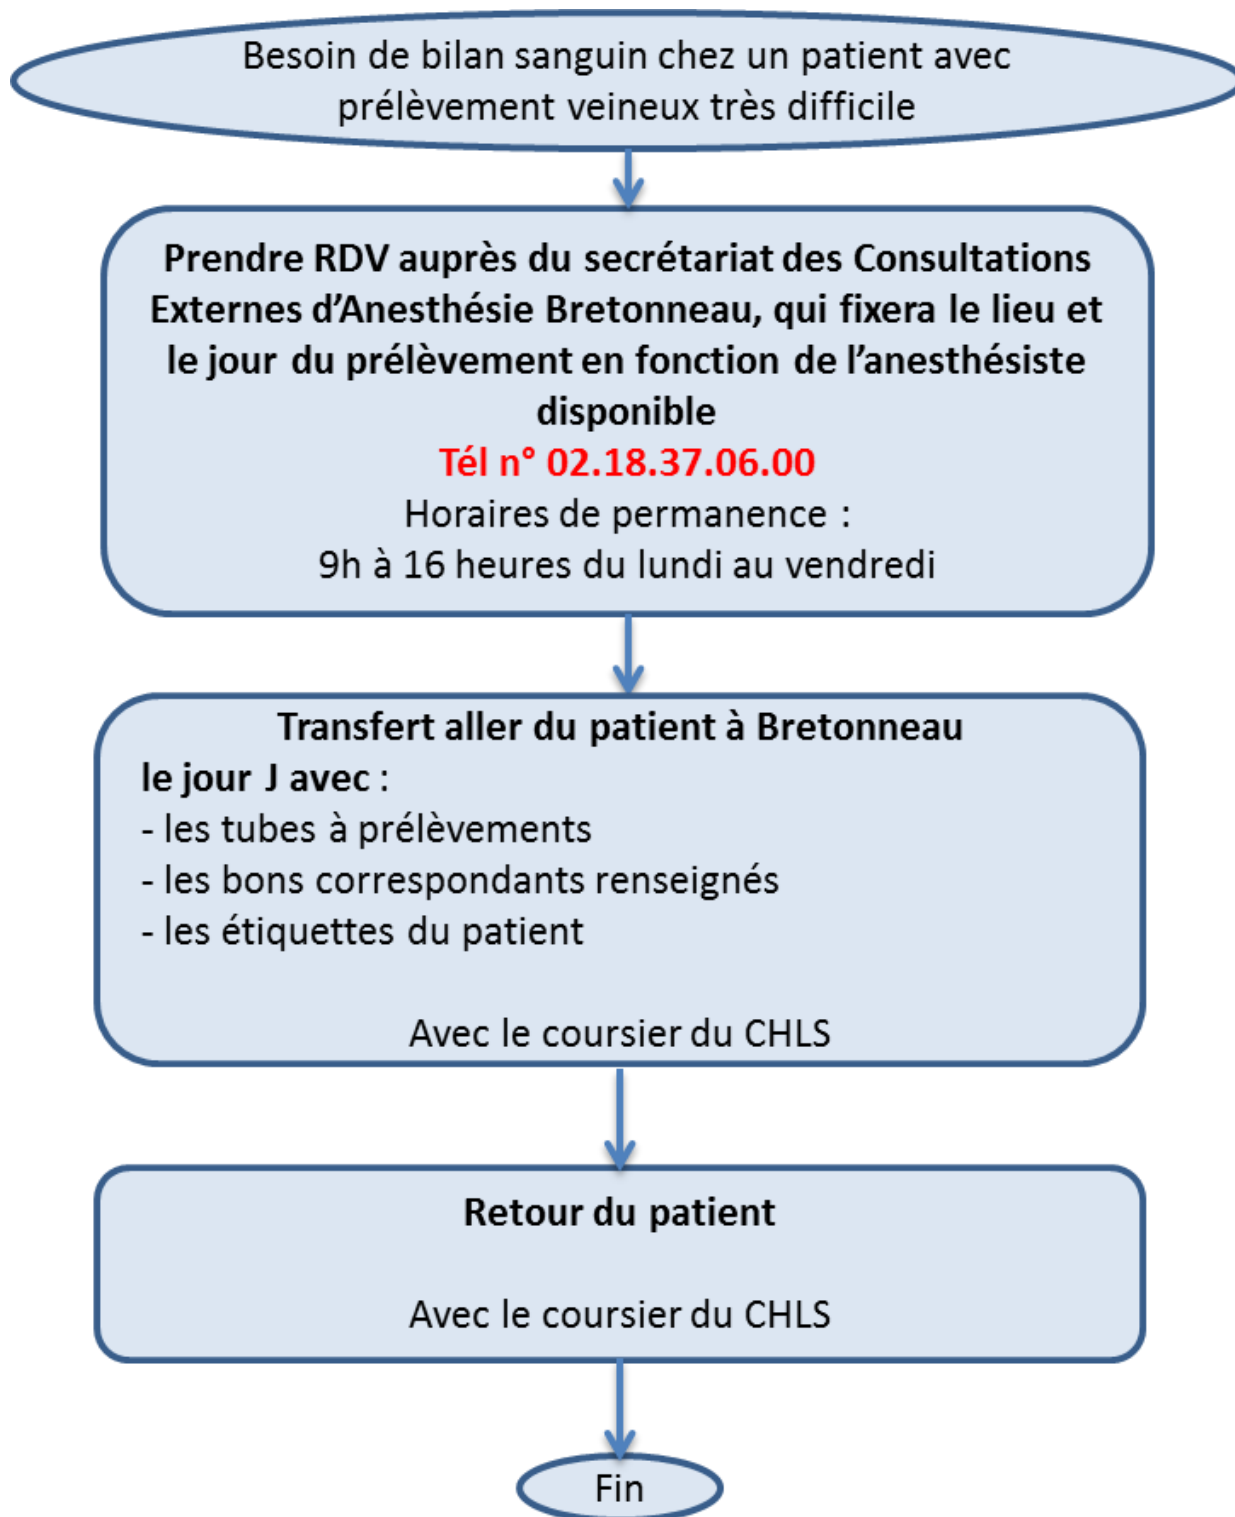 Besoin de bilan sanguin chez un patient avec
prélèvement veineux très difficile
Prendre RDV auprès du secrétariat des Consultations
Externes d’Anesthésie Bretonneau, qui fixera le lieu et
le jour du prélèvement en fonction de l’anesthésiste
disponible
Tél n° 02.18.37.06.00
Horaires de permanence :
9h à 16 heures du lundi au vendredi
Transfert aller du patient à Bretonneau
le jour J avec :
- les tubes à prélèvements
- les bons correspondants renseignés
- les étiquettes du patient
Avec le coursier du CHLS
Retour du patient
Avec le coursier du CHLS
Fin